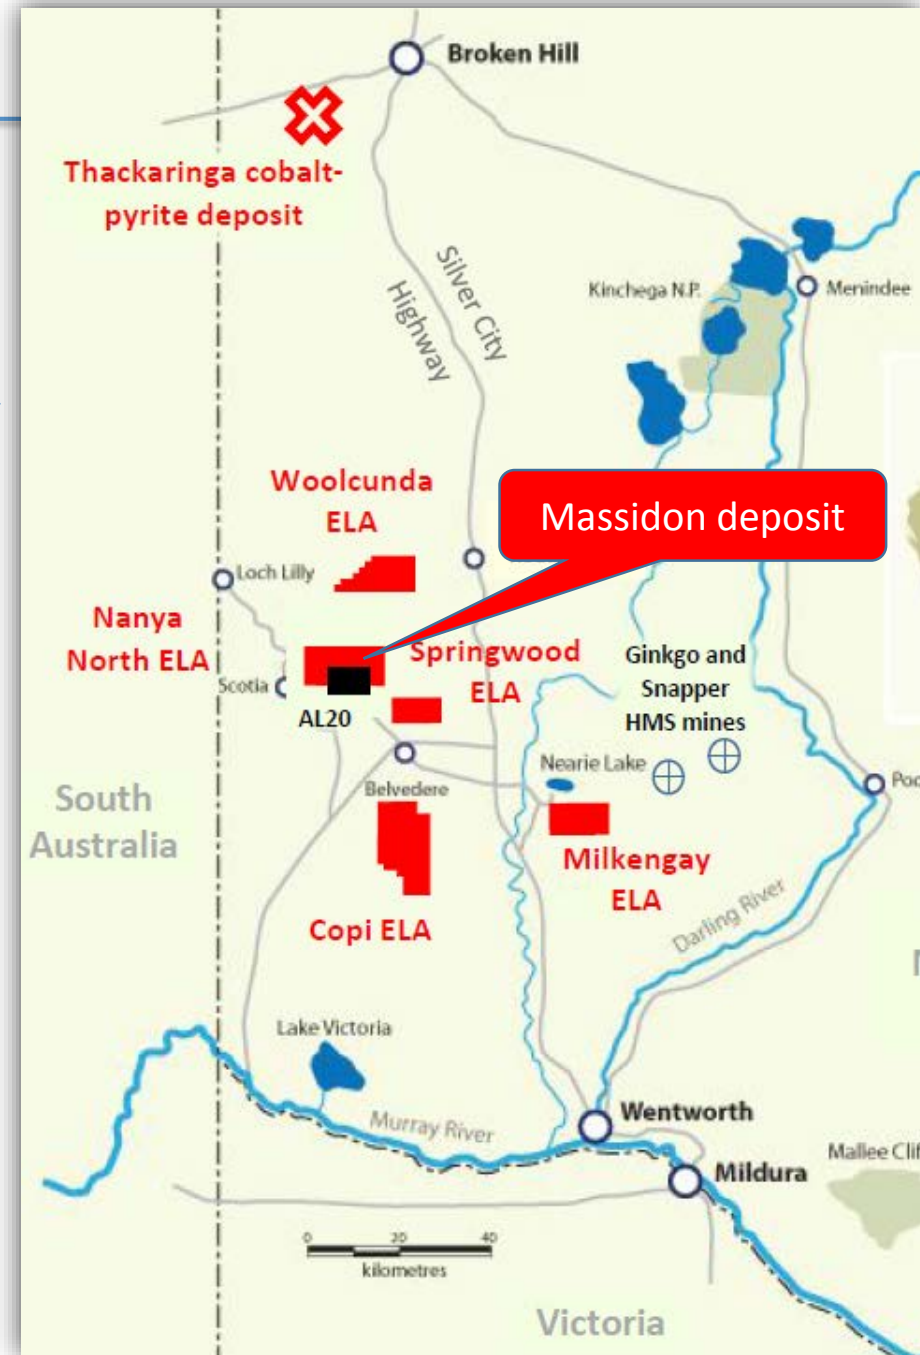 Broken Hill
Thackaringa cobalt-
pyrite deposit
Silver City
Highway
Kinchega N.P.
Menindee
Woolcunda
ELA
Massidon deposit
Loch Lilly
Nanya
North ELA
Springwood
ELA
Ginkgo and
Snapper
HMS mines
Scotia
AL20
Nearie Lake
Belvedere
South
Australia
Milkengay
ELA
Copi ELA
Darling River
Lake Victoria
Murray River
Wentworth
Mildura
0 20 40
kilometres
Victoria